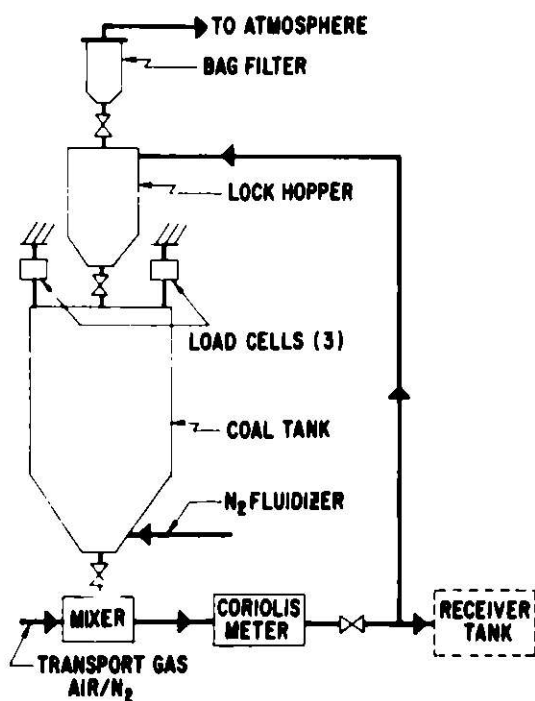 TO ATMOSPHERE
BAG FILTER
LOCK HOPPER
LOAD CELLS (3)
COAL TANK
N₂ FLUIDIZER
MIXER
CORIOLIS
METER
RECEIVER
TANK
TRANSPORT GAS
AIR/N₂